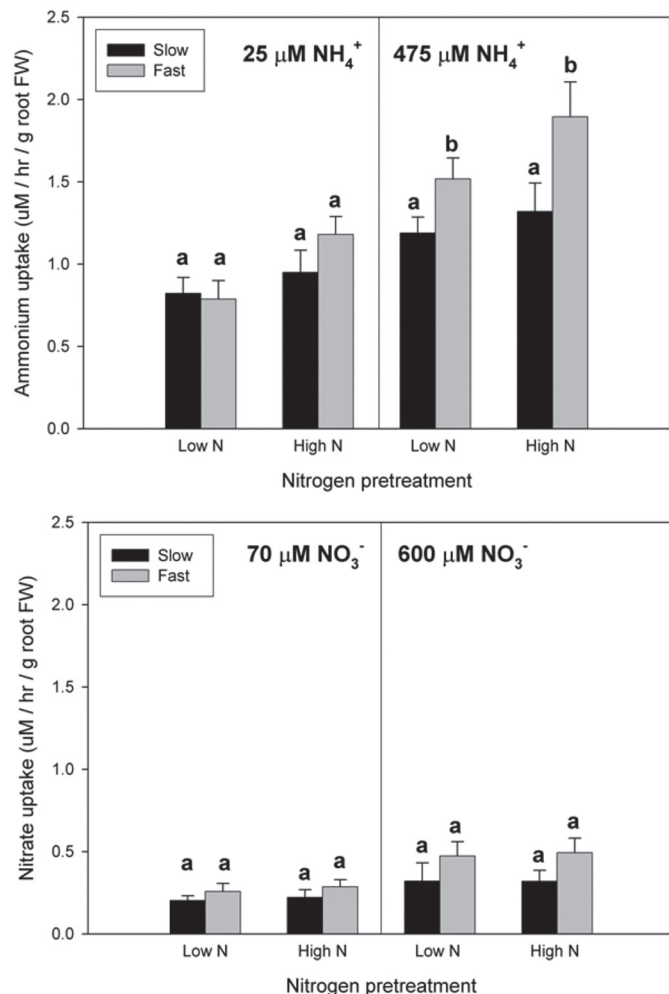 2.5
2.0
1.5
1.0
0.5
0.0
Ammonium uptake (uM / hr / g root FW)
Slow
Fast
25 μM NH₄⁺
475 μM NH₄⁺
a a a a a b a b
Low N High N Low N High N
Nitrogen pretreatment
2.5
2.0
1.5
1.0
0.5
0.0
Nitrate uptake (uM / hr / g root FW)
Slow
Fast
70 μM NO₃⁻
600 μM NO₃⁻
a a a a a a a a
Low N High N Low N High N
Nitrogen pretreatment